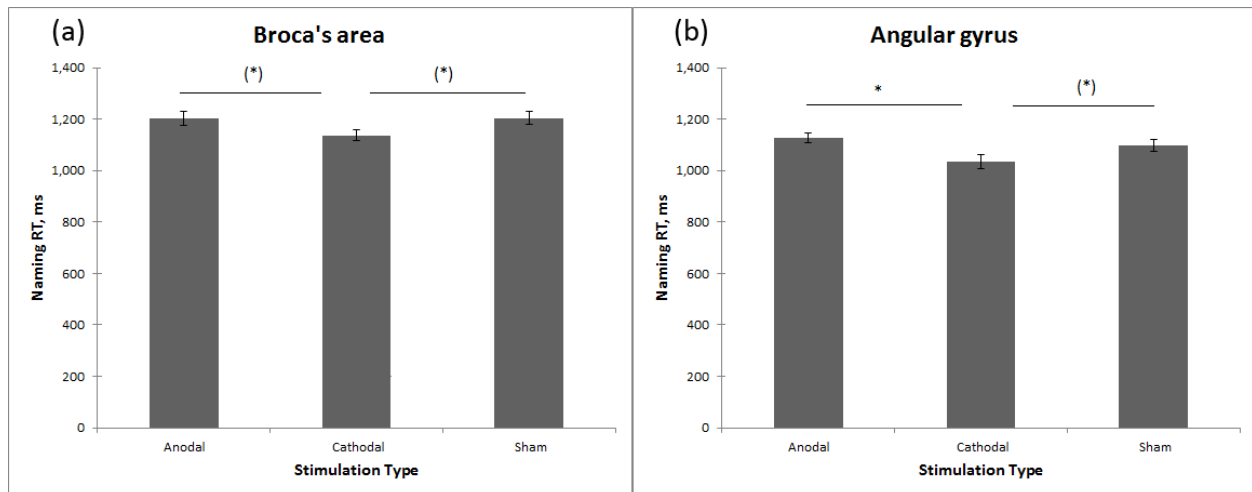 (a)
Broca's area
1,400
1,200
1,000
800
600
400
200
0
Naming RT, ms
(*)
(*)
Anodal Cathodal Sham
Stimulation Type
(b)
Angular gyrus
1,400
1,200
1,000
800
600
400
200
0
Naming RT, ms
*
(*)
Anodal Cathodal Sham
Stimulation Type